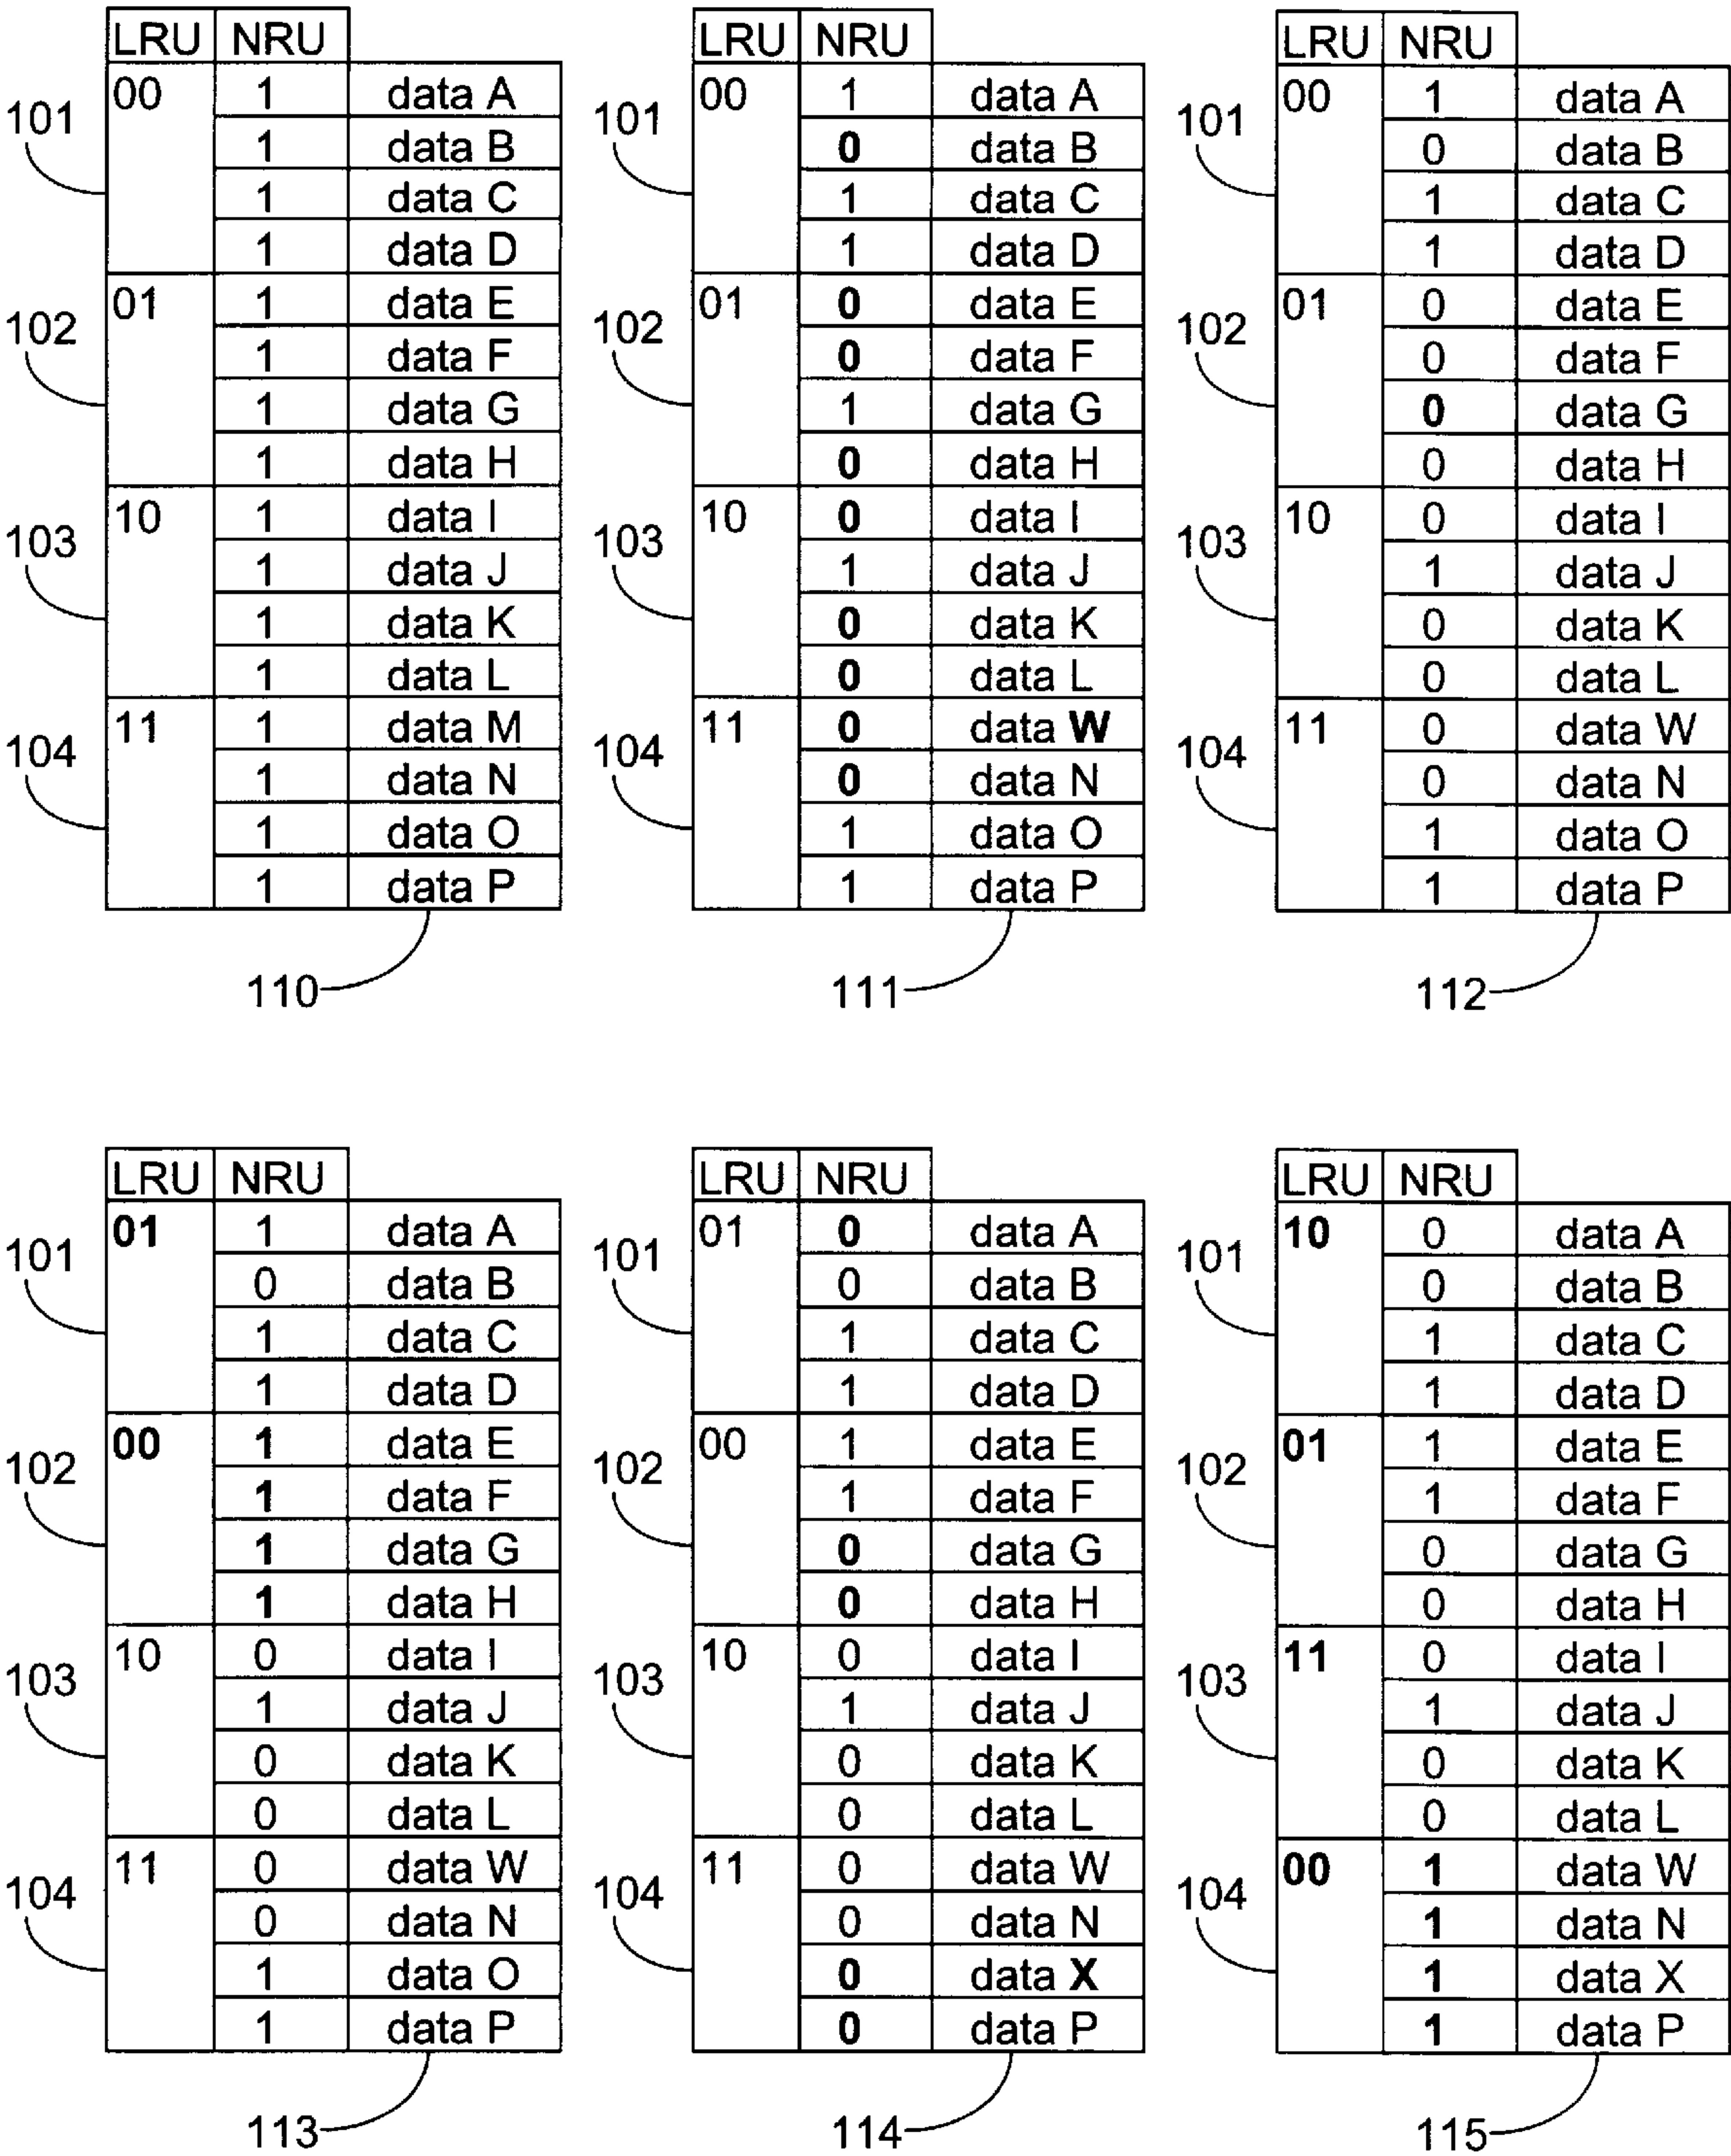 LRU NRU LRU NRU LRU NRU
00 1 data A 00 1 data A 00 1 data A
101 1 data B 101 0 data B 101 0 data B
1 data C 1 data C 1 data C
1 data D 1 data D 1 data D
01 1 data E 01 0 data E 01 0 data E
102 1 data F 102 0 data F 102 0 data F
1 data G 1 data G 0 data G
1 data H 0 data H 0 data H
10 1 data I 10 0 data I 10 0 data I
103 1 data J 103 1 data J 103 1 data J
1 data K 0 data K 0 data K
1 data L 0 data L 0 data L
11 1 data M 11 0 data W 11 0 data W
104 1 data N 104 0 data N 104 0 data N
1 data O 1 data O 1 data O
1 data P 1 data P 1 data P
110 111 112
LRU NRU LRU NRU LRU NRU
01 1 data A 01 0 data A 10 0 data A
101 0 data B 101 0 data B 101 0 data B
1 data C 1 data C 1 data C
1 data D 1 data D 1 data D
00 1 data E 00 1 data E 01 1 data E
102 1 data F 102 1 data F 102 1 data F
1 data G 0 data G 0 data G
1 data H 0 data H 0 data H
10 0 data I 10 0 data I 11 0 data I
103 1 data J 103 1 data J 103 1 data J
0 data K 0 data K 0 data K
0 data L 0 data L 0 data L
11 0 data W 11 0 data W 00 1 data W
104 0 data N 104 0 data N 104 1 data N
1 data O 0 data X 1 data X
1 data P 0 data P 1 data P
113 114 115